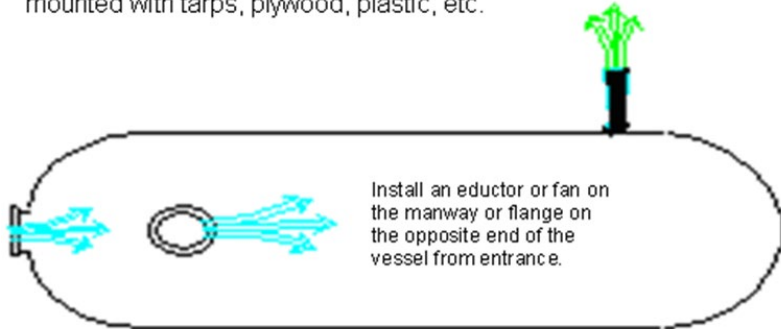 mounted with tarps, plywood, plastic, etc.
Install an eductor or fan on
the manway or flange on
the opposite end of the
vessel from entrance.